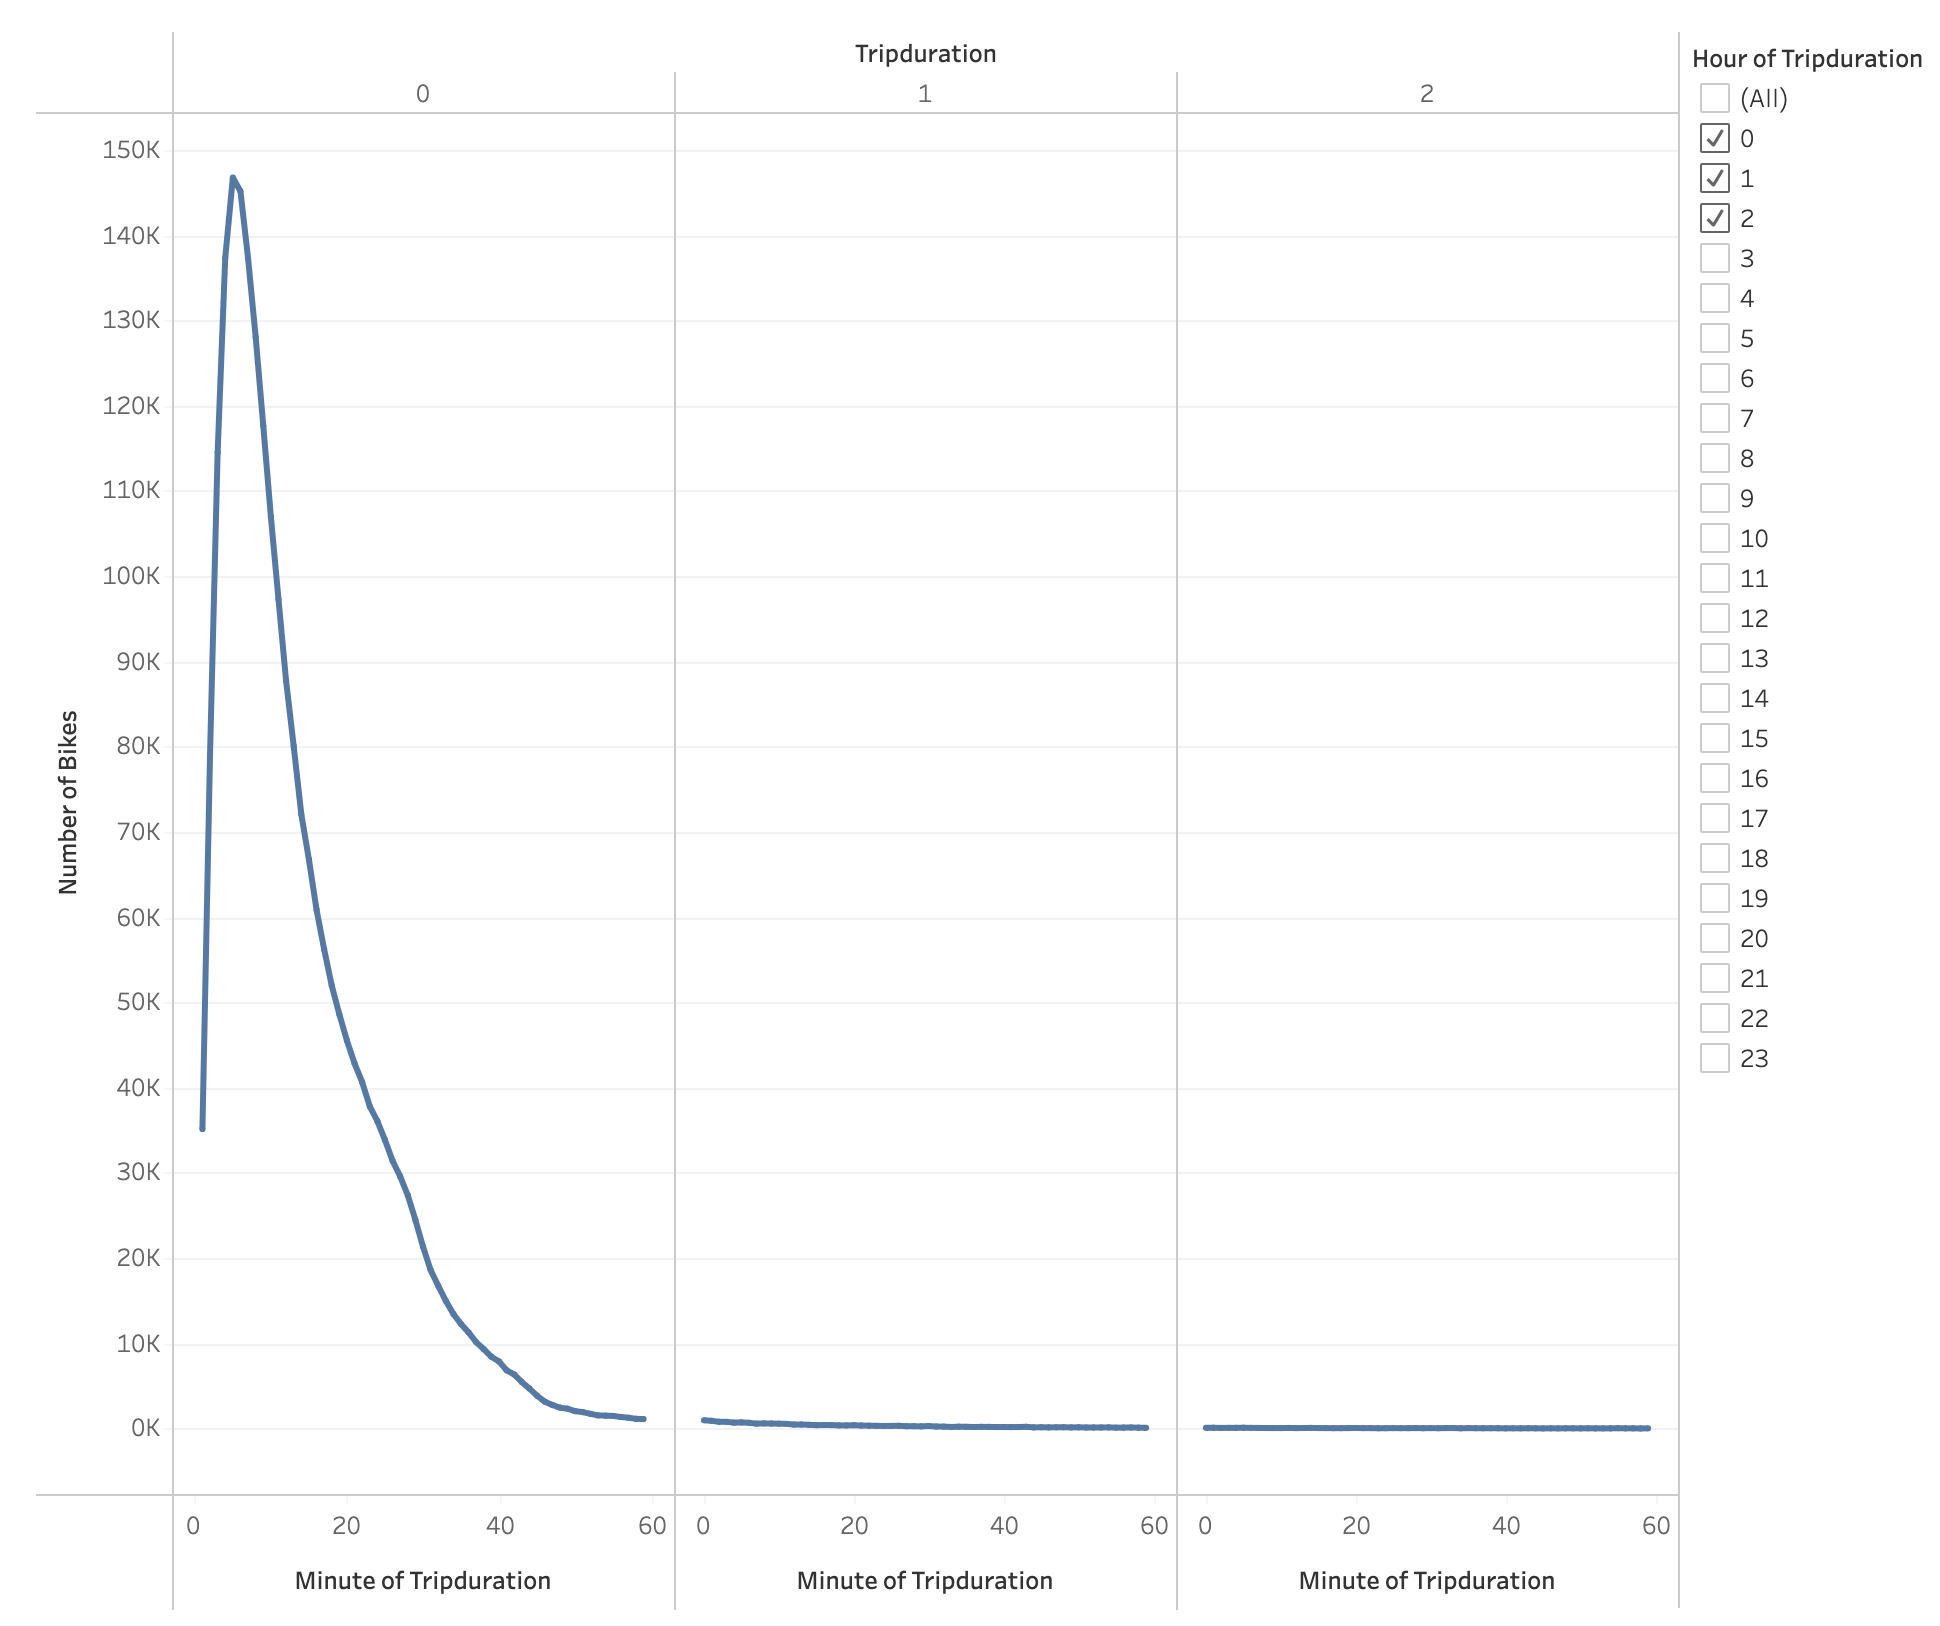 Tripduration
0 1 2
150K
140K
130K
120K
110K
100K
90K
80K
70K
60K
50K
40K
30K
20K
10K
0K
Number of Bikes
0 20 40 60 0 20 40 60 0 20 40 60
Minute of Tripduration Minute of Tripduration Minute of Tripduration
Hour of Tripduration
(All)
0
1
2
3
4
5
6
7
8
9
10
11
12
13
14
15
16
17
18
19
20
21
22
23